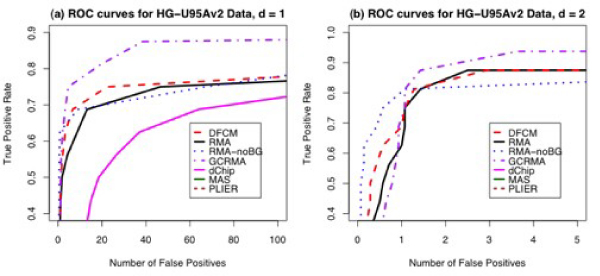 (a) ROC curves for HG-U95Av2 Data, d = 1
True Positive Rate
0.9
0.8
0.7
0.6
0.5
0.4
DFCM
RMA
RMA-noBG
GCRMA
dChip
MAS
PLIER
0 20 40 60 80 100
Number of False Positives
(b) ROC curves for HG-U95Av2 Data, d = 2
True Positive Rate
1.0
0.9
0.8
0.7
0.6
0.5
0.4
DFCM
RMA
RMA-noBG
GCRMA
dChip
MAS
PLIER
0 1 2 3 4 5
Number of False Positives